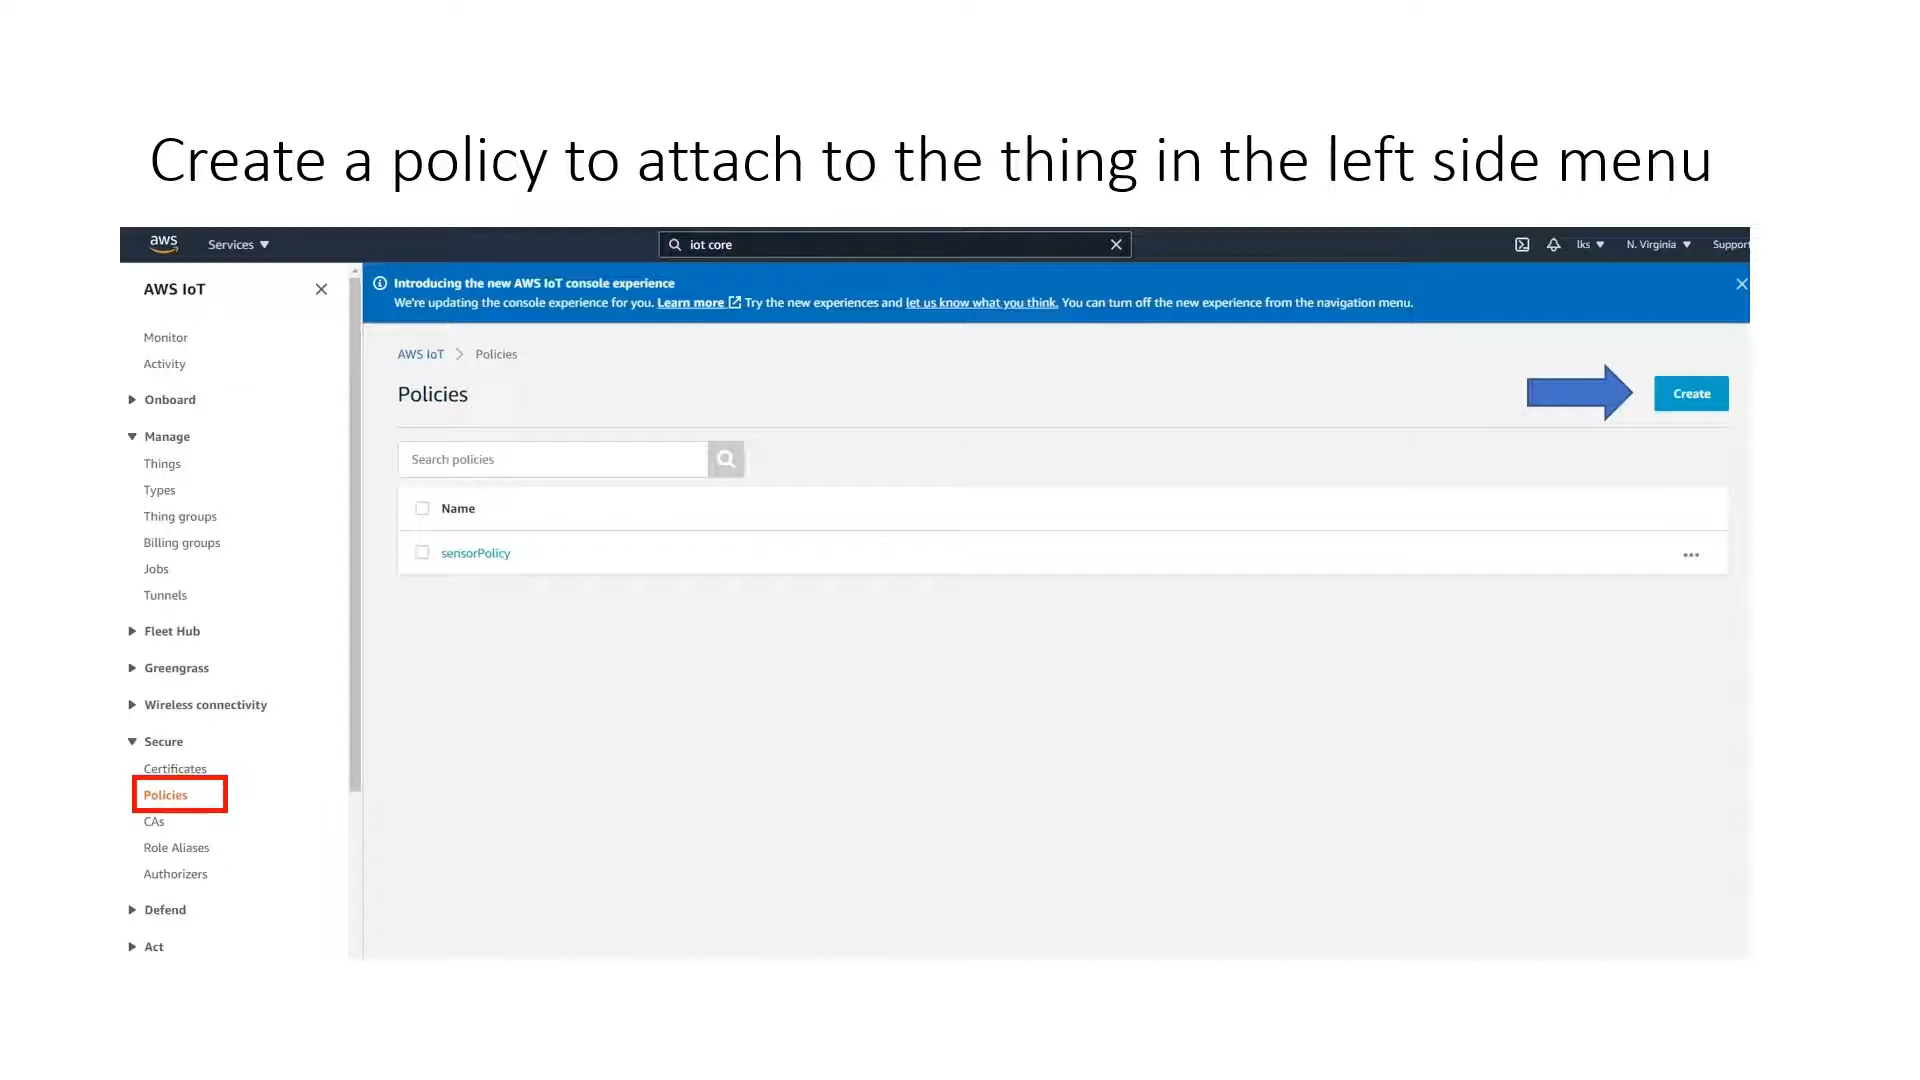 Create a policy to attach to the thing in the left side menu
aws
Services
iot core
lks
N. Virginia
Support
AWS IoT
Monitor
Activity
Onboard
Manage
Things
Types
Thing groups
Billing groups
Jobs
Tunnels
Fleet Hub
Greengrass
Wireless connectivity
Secure
Certificates
Policies
CAs
Role Aliases
Authorizers
Defend
Act
Introducing the new AWS IoT console experience
We're updating the console experience for you. Learn more Try the new experiences and let us know what you think. You can turn off the new experience from the navigation menu.
AWS IoT > Policies
Policies
Create
Search policies
Name
sensorPolicy